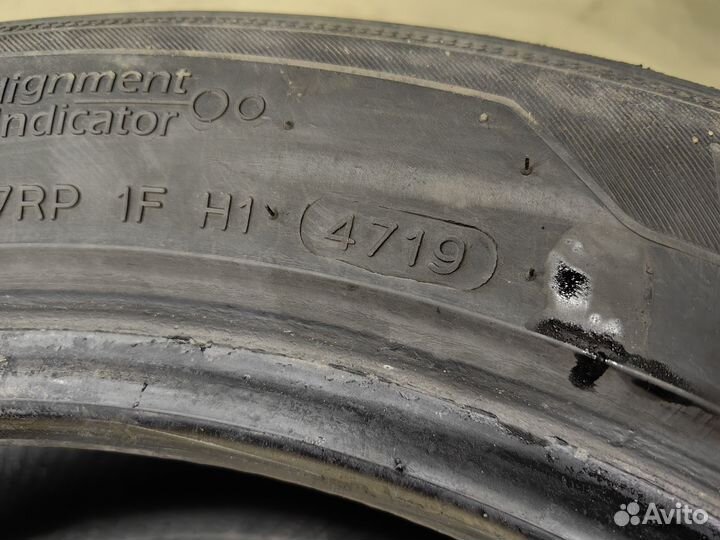 lignment
ndicator
7RP 1F H1 4719
Avito